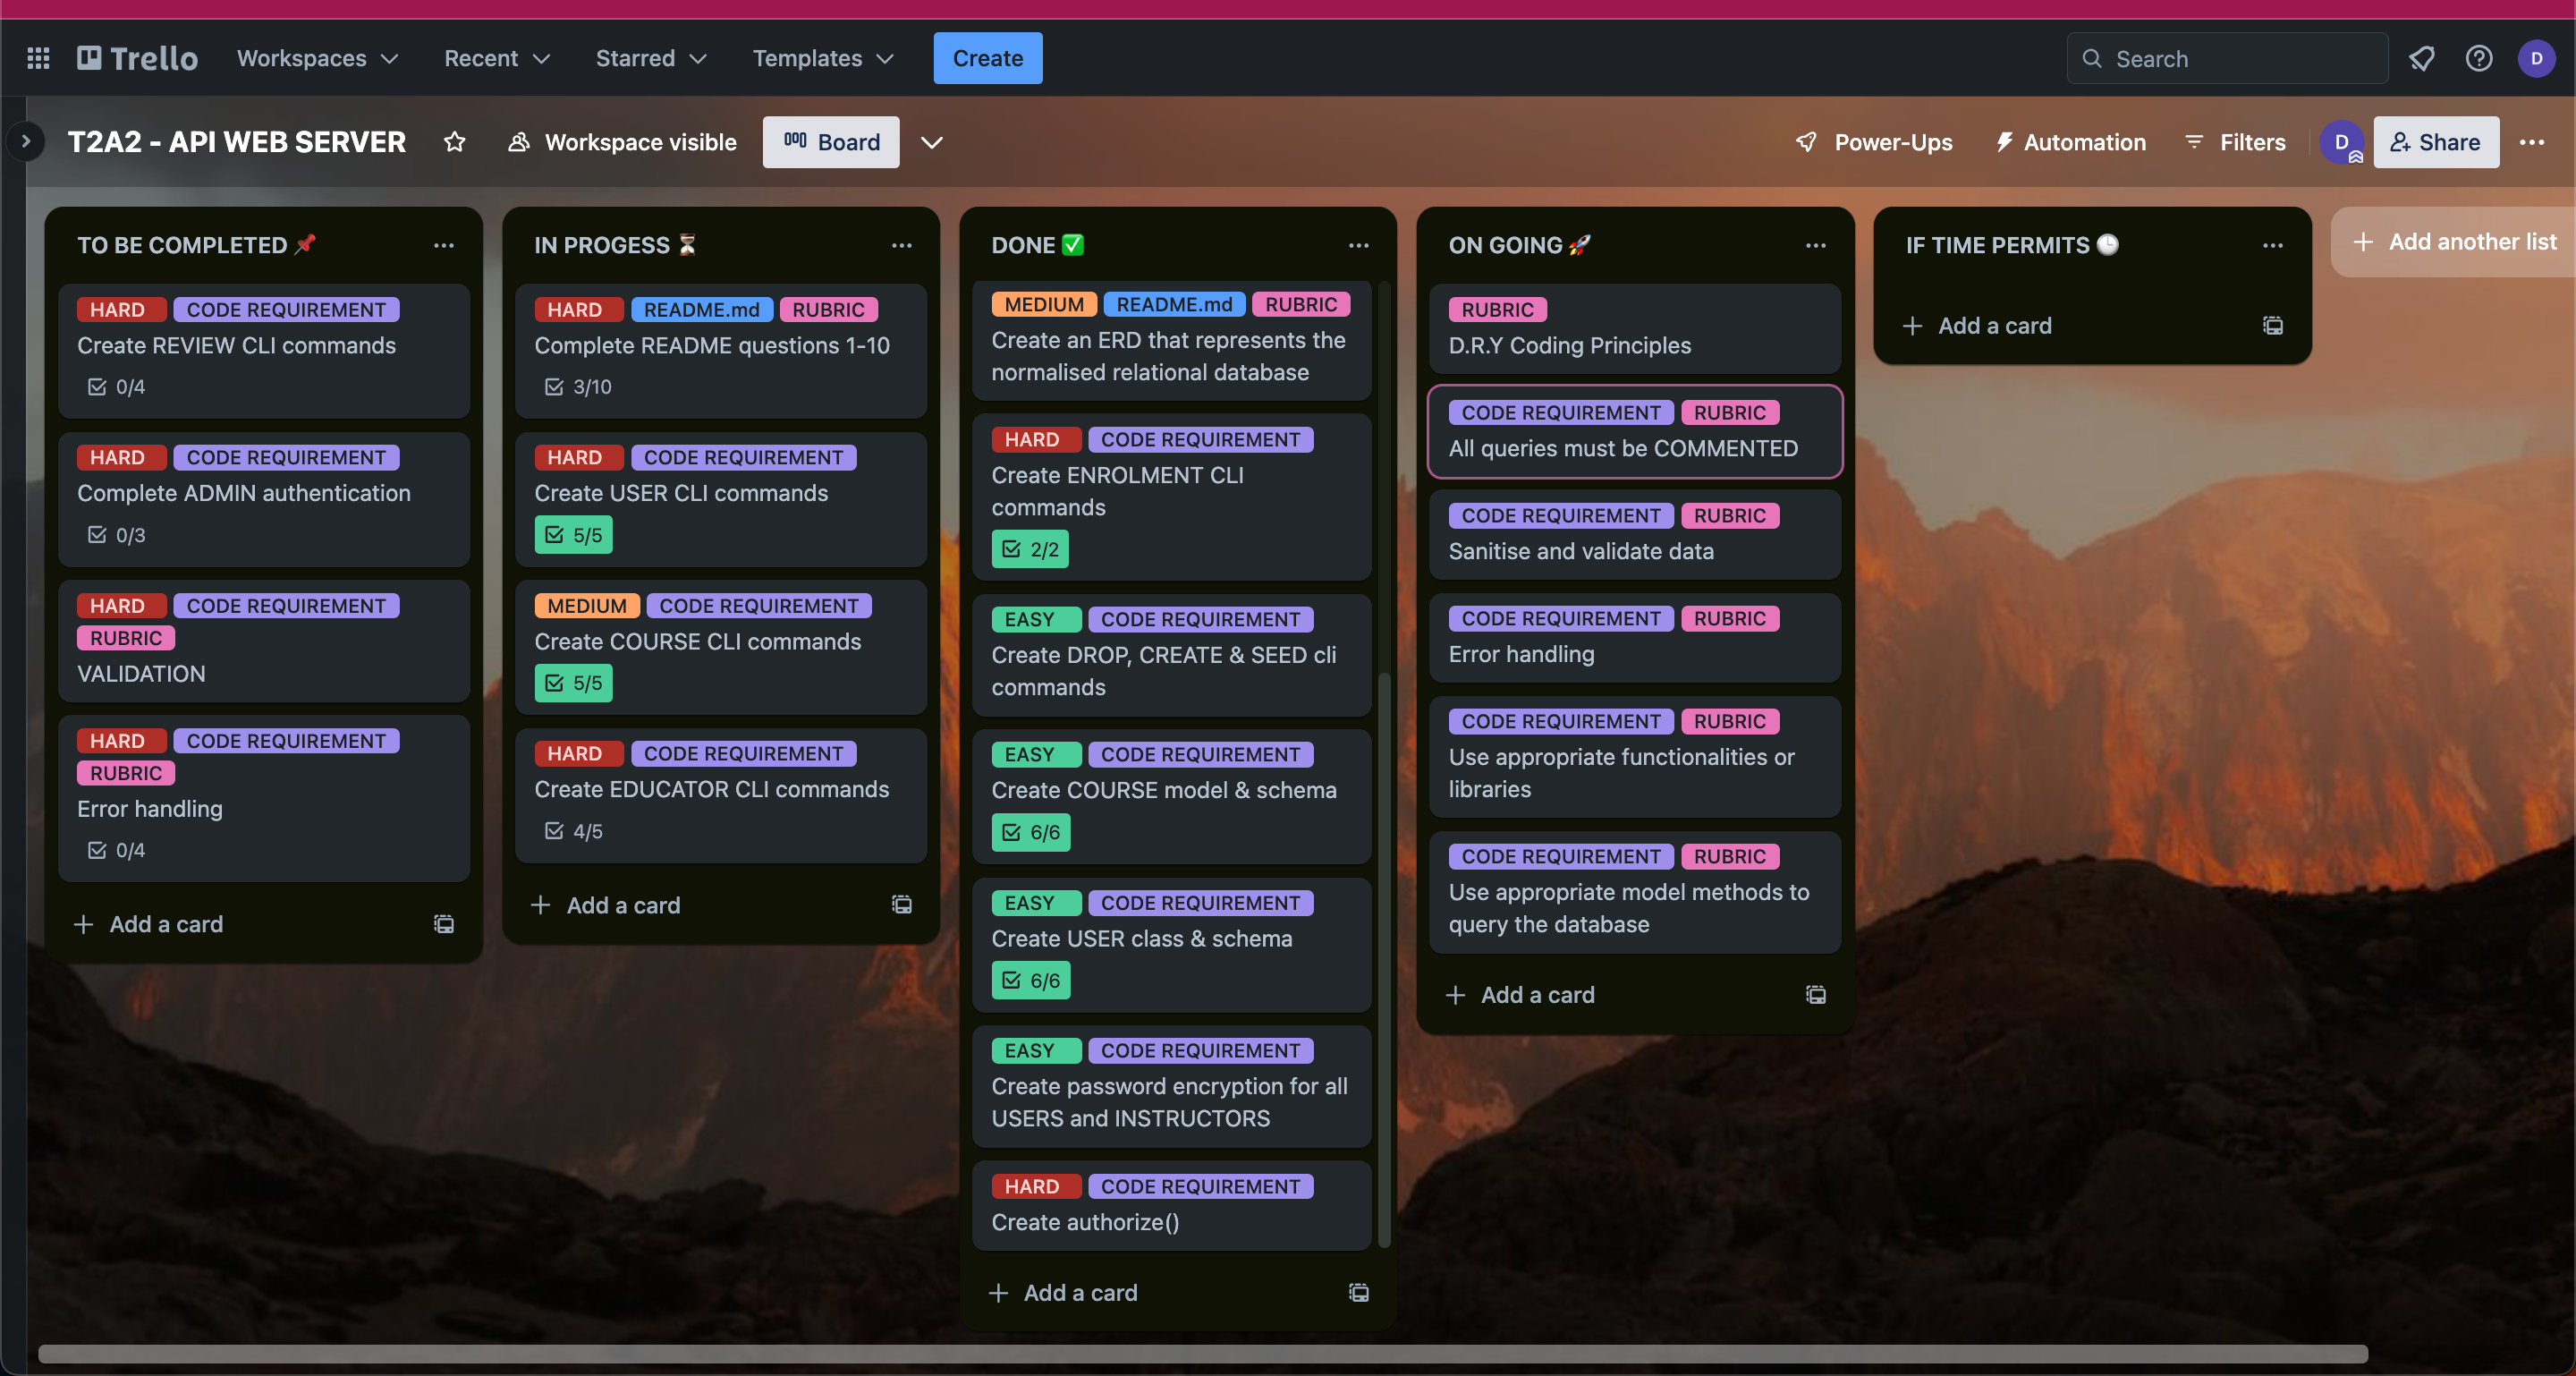 Trello
Workspaces
Recent
Starred
Templates
Create
Search
D
T2A2 - API WEB SERVER
Workspace visible
Board
Power-Ups
Automation
Filters
D
Share
TO BE COMPLETED 📌
HARD CODE REQUIREMENT
Create REVIEW CLI commands
0/4
HARD CODE REQUIREMENT
Complete ADMIN authentication
0/3
HARD CODE REQUIREMENT
RUBRIC
VALIDATION
HARD CODE REQUIREMENT
RUBRIC
Error handling
0/4
+ Add a card
IN PROGESS ⏳
HARD README.md RUBRIC
Complete README questions 1-10
3/10
HARD CODE REQUIREMENT
Create USER CLI commands
5/5
MEDIUM CODE REQUIREMENT
Create COURSE CLI commands
5/5
HARD CODE REQUIREMENT
Create EDUCATOR CLI commands
4/5
+ Add a card
DONE ✅
MEDIUM README.md RUBRIC
Create an ERD that represents the
normalised relational database
HARD CODE REQUIREMENT
Create ENROLMENT CLI
commands
2/2
EASY CODE REQUIREMENT
Create DROP, CREATE & SEED cli
commands
EASY CODE REQUIREMENT
Create COURSE model & schema
6/6
EASY CODE REQUIREMENT
Create USER class & schema
6/6
EASY CODE REQUIREMENT
Create password encryption for all
USERS and INSTRUCTORS
HARD CODE REQUIREMENT
Create authorize()
+ Add a card
ON GOING 🚀
RUBRIC
D.R.Y Coding Principles
CODE REQUIREMENT RUBRIC
All queries must be COMMENTED
CODE REQUIREMENT RUBRIC
Sanitise and validate data
CODE REQUIREMENT RUBRIC
Error handling
CODE REQUIREMENT RUBRIC
Use appropriate functionalities or
libraries
CODE REQUIREMENT RUBRIC
Use appropriate model methods to
query the database
+ Add a card
IF TIME PERMITS 🕒
+ Add a card
+ Add another list